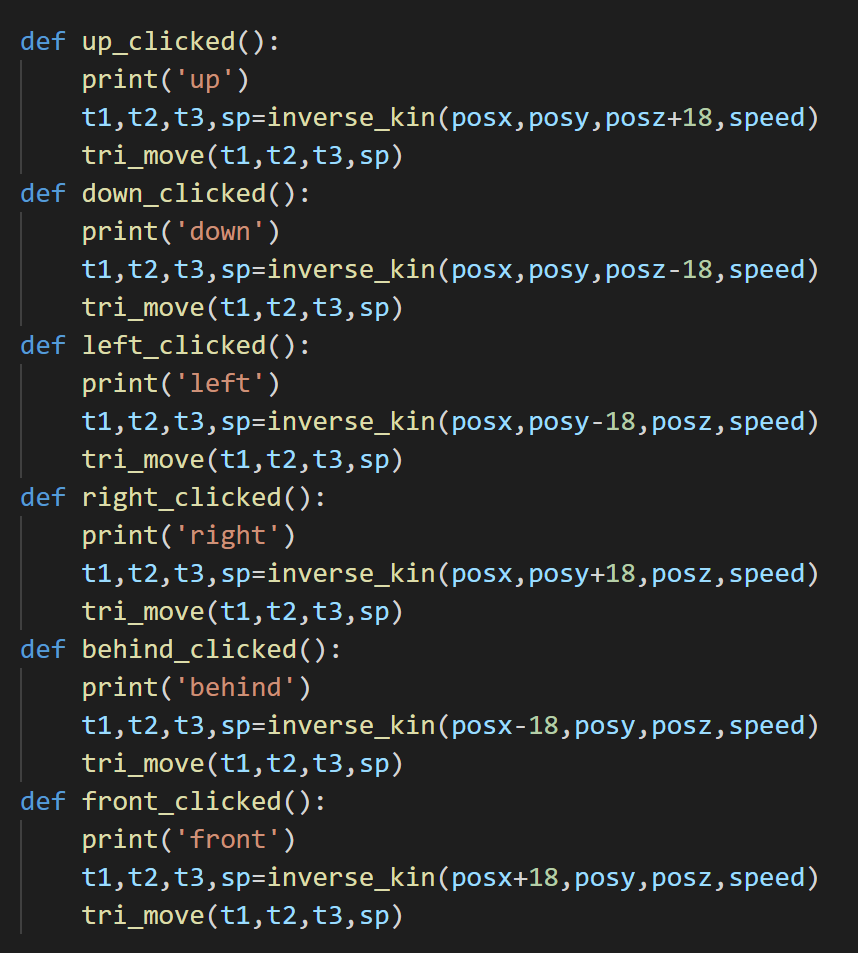 def up_clicked():
    print('up')
    t1,t2,t3,sp=inverse_kin(posx,posy,posz+18,speed)
    tri_move(t1,t2,t3,sp)
def down_clicked():
    print('down')
    t1,t2,t3,sp=inverse_kin(posx,posy,posz-18,speed)
    tri_move(t1,t2,t3,sp)
def left_clicked():
    print('left')
    t1,t2,t3,sp=inverse_kin(posx,posy-18,posz,speed)
    tri_move(t1,t2,t3,sp)
def right_clicked():
    print('right')
    t1,t2,t3,sp=inverse_kin(posx,posy+18,posz,speed)
    tri_move(t1,t2,t3,sp)
def behind_clicked():
    print('behind')
    t1,t2,t3,sp=inverse_kin(posx-18,posy,posz,speed)
    tri_move(t1,t2,t3,sp)
def front_clicked():
    print('front')
    t1,t2,t3,sp=inverse_kin(posx+18,posy,posz,speed)
    tri_move(t1,t2,t3,sp)